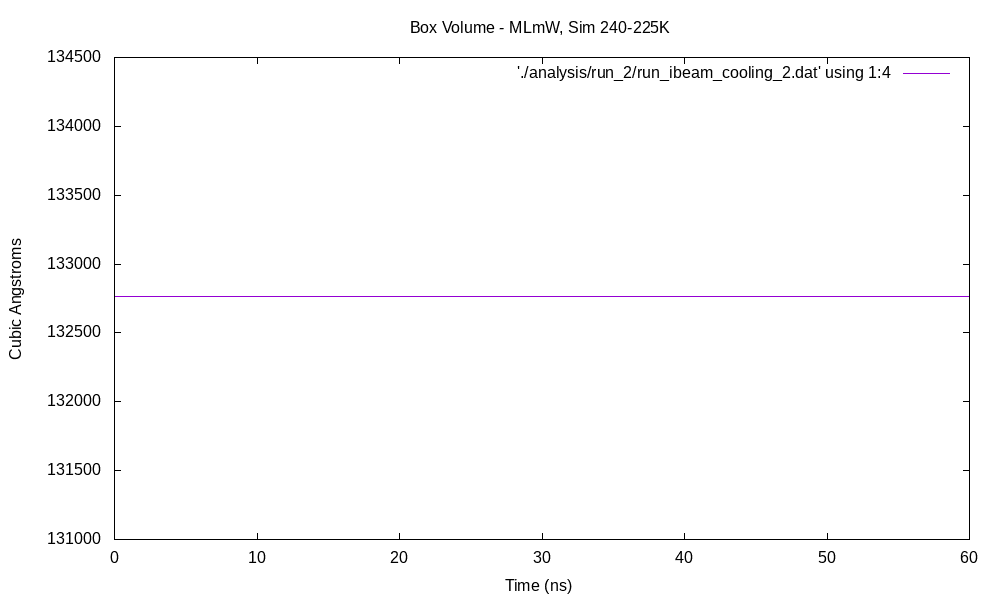 Box Volume - MLmW, Sim 240-225K
'./analysis/run_2/run_ibeam_cooling_2.dat' using 1:4
134500
134000
133500
133000
132500
132000
131500
131000
Cubic Angstroms
0 10 20 30 40 50 60
Time (ns)